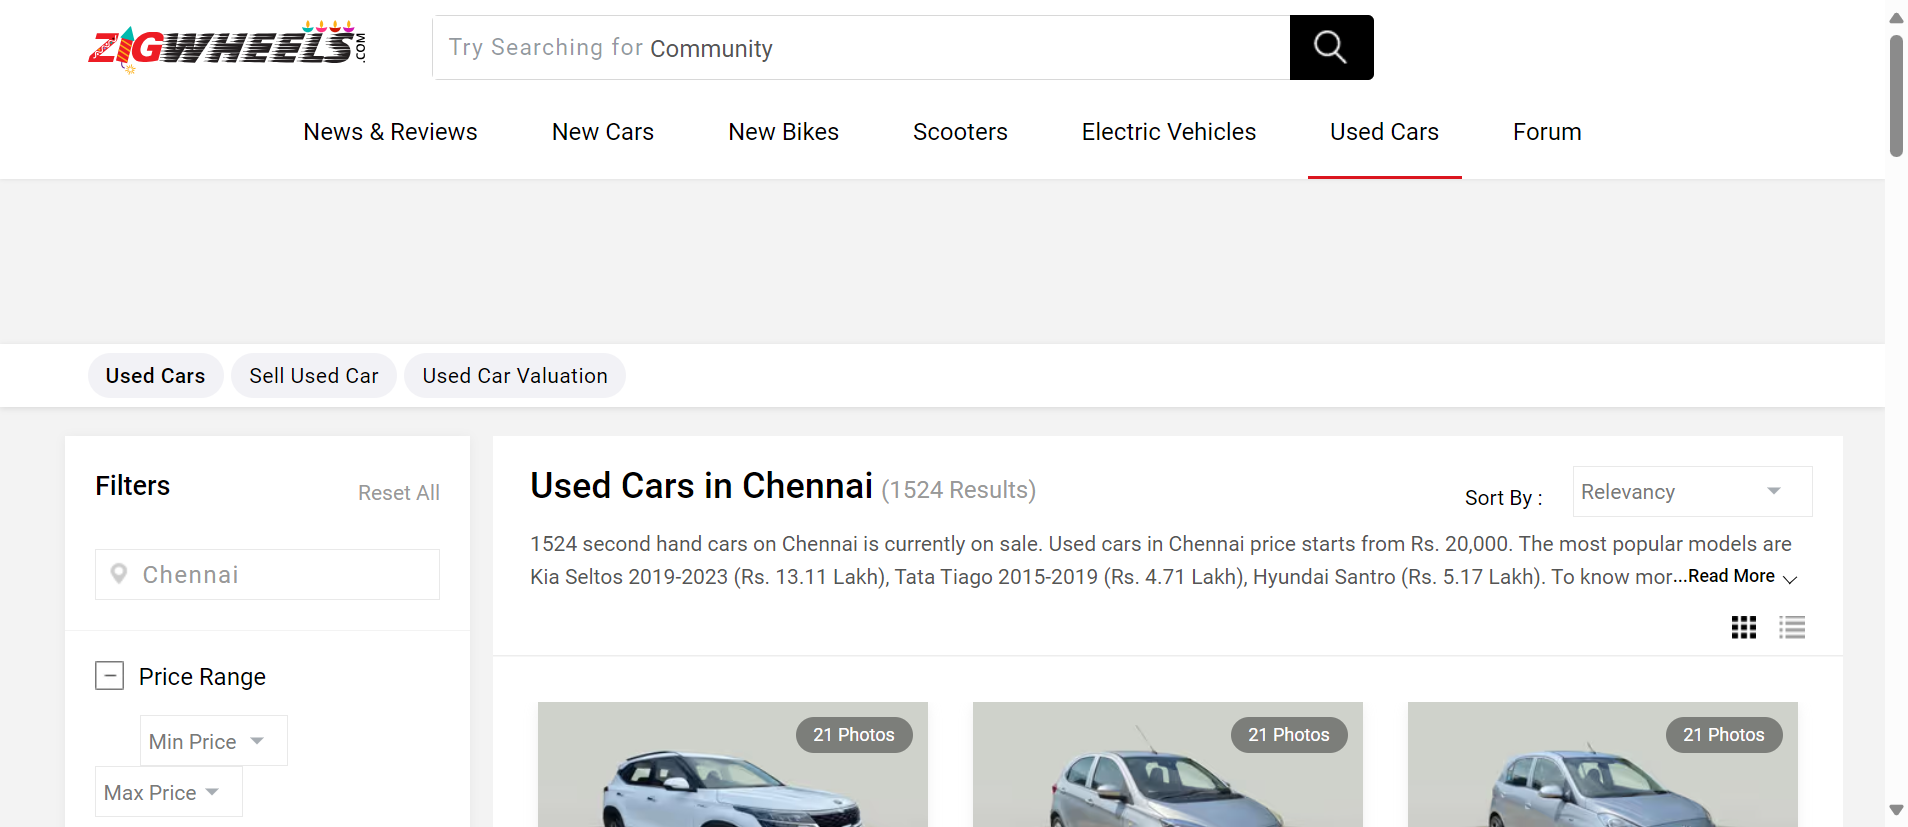 ZIGWHEELS.COM
Try Searching for Community
News & Reviews New Cars New Bikes Scooters Electric Vehicles Used Cars Forum
Used Cars Sell Used Car Used Car Valuation
Filters
Reset All
Chennai
Price Range
Min Price
Max Price
Used Cars in Chennai (1524 Results)
Sort By : Relevancy
1524 second hand cars on Chennai is currently on sale. Used cars in Chennai price starts from Rs. 20,000. The most popular models are
Kia Seltos 2019-2023 (Rs. 13.11 Lakh), Tata Tiago 2015-2019 (Rs. 4.71 Lakh), Hyundai Santro (Rs. 5.17 Lakh). To know mor...Read More
21 Photos 21 Photos 21 Photos